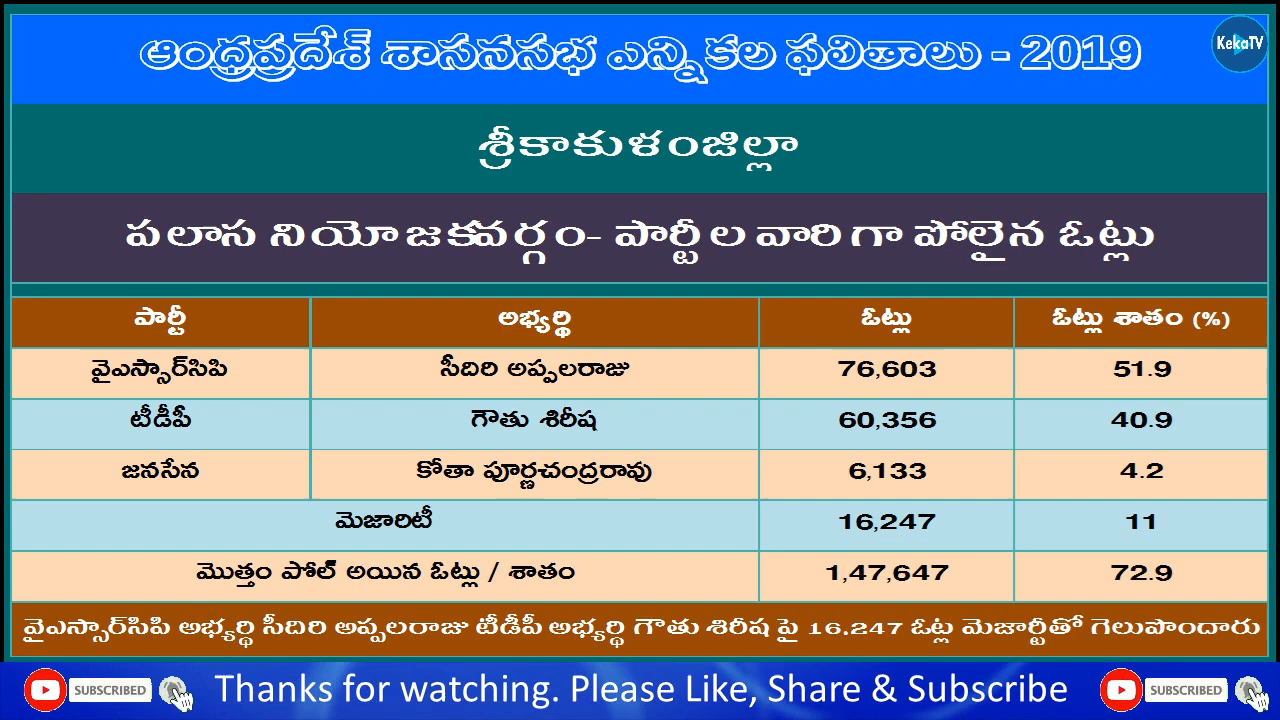 ఆంధ్రప్రదేశ్ శాసనసభ ఎన్నికల ఫలితాలు - 2019
KekaTV
శ్రీకాకుళంజిల్లా
పలాస నియోజకవర్గం- పార్టీల వారిగా పోలైన ఓట్లు
పార్టీ అభ్యర్థి ఓట్లు ఓట్లు శాతం (%)
వైఎస్సార్‌సిపి సీదిరి అప్పలరాజు 76,603 51.9
టీడీపీ గౌతు శిరీష 60,356 40.9
జనసేన కోతా పూర్ణచంద్రరావు 6,133 4.2
మెజారిటీ 16,247 11
మొత్తం పోల్ అయిన ఓట్లు / శాతం 1,47,647 72.9
వైఎస్సార్‌సిపి అభ్యర్థి సీదిరి అప్పలరాజు టీడీపీ అభ్యర్థి గౌతు శిరీష పై 16.247 ఓట్ల మెజార్టీతో గెలుపొందారు
SUBSCRIBED Thanks for watching. Please Like, Share & Subscribe SUBSCRIBED